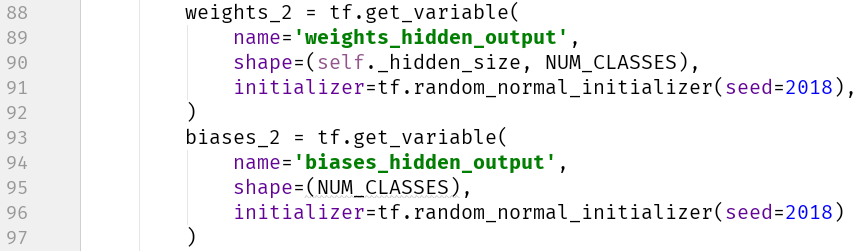 88 weights_2 = tf.get_variable(
89 name='weights_hidden_output',
90 shape=(self._hidden_size, NUM_CLASSES),
91 initializer=tf.random_normal_initializer(seed=2018),
92 )
93 biases_2 = tf.get_variable(
94 name='biases_hidden_output',
95 shape=(NUM_CLASSES),
96 initializer=tf.random_normal_initializer(seed=2018)
97 )